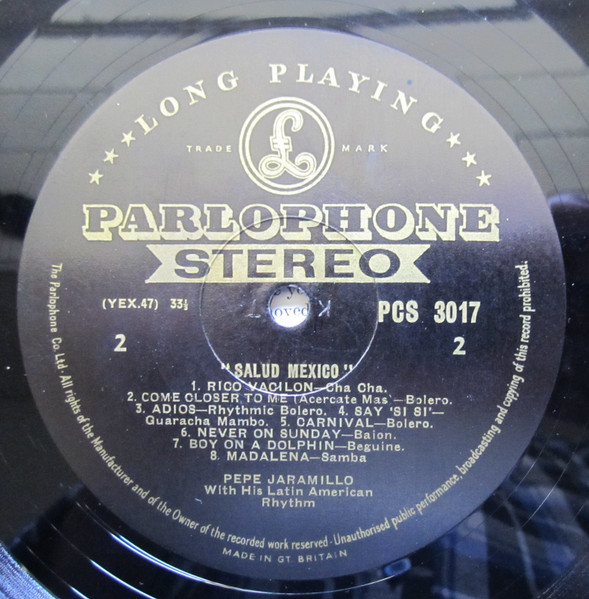 ★★★★LONG PLAYING★★★★
TRADE MARK
£
PARLOPHONE
STEREO
(YEX.47) 33⅓
PCS 3017
2 2
"SALUD MEXICO"
1. RICO VACILON—Cha Cha.
2. COME CLOSER TO ME (Acercate Mas)—Bolero.
3. ADIOS—Rhythmic Bolero. 4. SAY 'SI SI'—
Guaracha Mambo. 5. CARNIVAL—Bolero.
6. NEVER ON SUNDAY—Baion.
7. BOY ON A DOLPHIN—Beguine.
8. MADALENA—Samba
PEPE JARAMILLO
With His Latin American
Rhythm
The Parlophone Co Ltd· All rights of the Manufacturer and of the Owner of the recorded work reserved·Unauthorised public performance, broadcasting and copying of this record prohibited.
MADE IN GT. BRITAIN